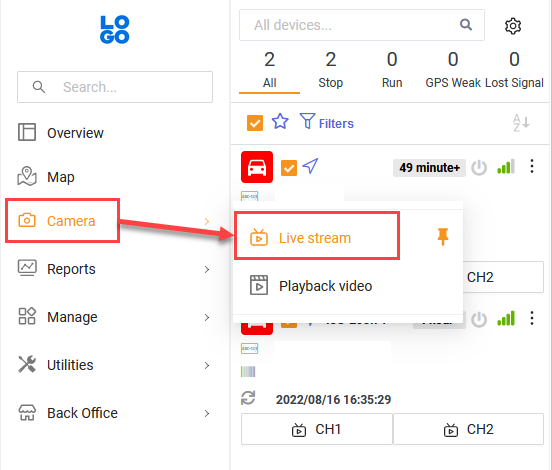 LO
GO
Search...
Overview
Map
Camera
Reports
Manage
Utilities
Back Office
All devices...
2 2 0 0 0
All Stop Run GPS Weak Lost Signal
Filters
A
Z
49 minute+
ABC-123
Live stream
Playback video
CH2
2022/08/16 16:35:29
CH1 CH2